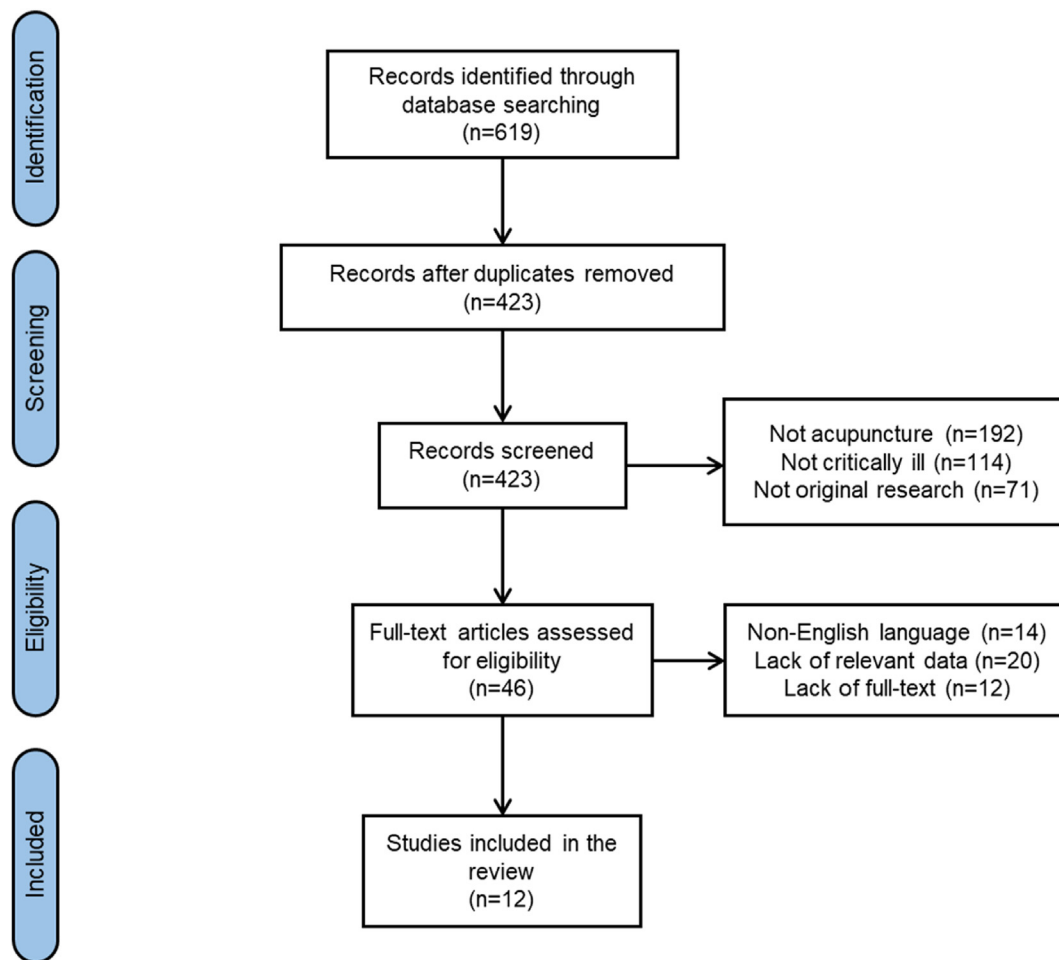 Identification
Records identified through
database searching
(n=619)
Screening
Records after duplicates removed
(n=423)
Records screened
(n=423)
Not acupuncture (n=192)
Not critically ill (n=114)
Not original research (n=71)
Eligibility
Full-text articles assessed
for eligibility
(n=46)
Non-English language (n=14)
Lack of relevant data (n=20)
Lack of full-text (n=12)
Included
Studies included in the
review
(n=12)